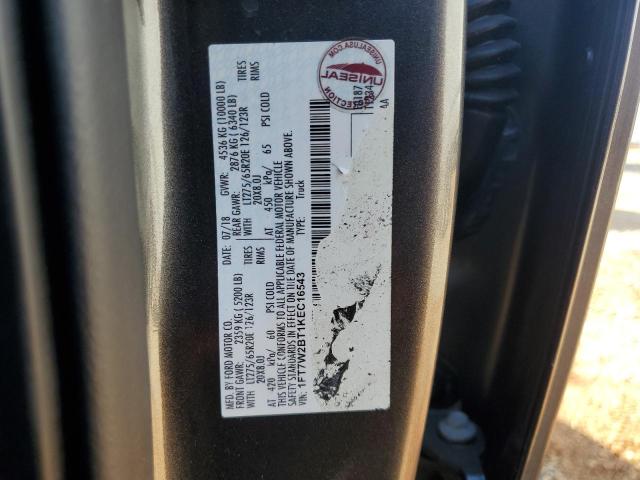 MFD. BY FORD MOTOR CO.
DATE: 07/18 GVWR: 4536 KG (10000 LB)
FRONT GAWR: 2359 KG (5200 LB) REAR GAWR: 2876 KG (6340 LB)
WITH LT275/65R20E 126/123R TIRES WITH LT275/65R20E 126/123R TIRES
20X8.0J RIMS 20X8.0J RIMS
AT 420 kPa/ 60 PSI COLD AT 450 kPa/ 65 PSI COLD
THIS VEHICLE CONFORMS TO ALL APPLICABLE FEDERAL MOTOR VEHICLE
SAFETY STANDARDS IN EFFECT ON THE DATE OF MANUFACTURE SHOWN ABOVE.
VIN: 1FT7W2BT1KEC16543 TYPE: Truck
UNISEALUSA.COM
UNISEAL
AA